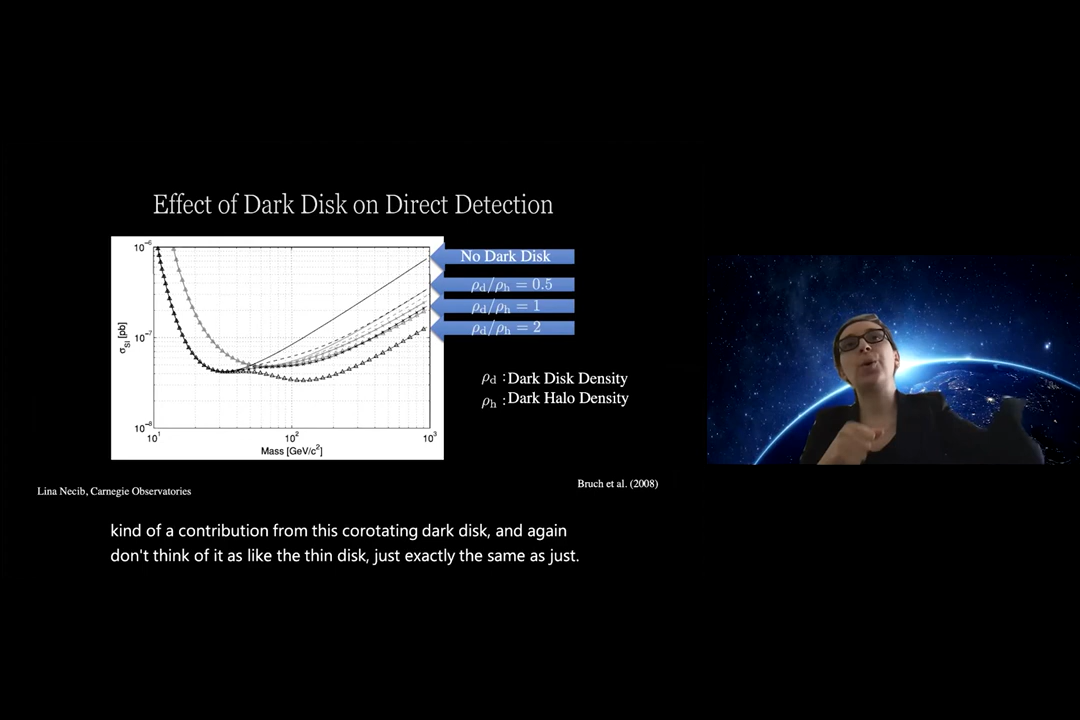 Effect of Dark Disk on Direct Detection
10⁻⁶
10⁻⁷
10⁻⁸
σSI [pb]
10¹
10²
10³
Mass [GeV/c²]
No Dark Disk
ρd/ρh = 0.5
ρd/ρh = 1
ρd/ρh = 2
ρd : Dark Disk Density
ρh : Dark Halo Density
Bruch et al. (2008)
Lina Necib, Carnegie Observatories
kind of a contribution from this corotating dark disk, and again
don't think of it as like the thin disk, just exactly the same as just.